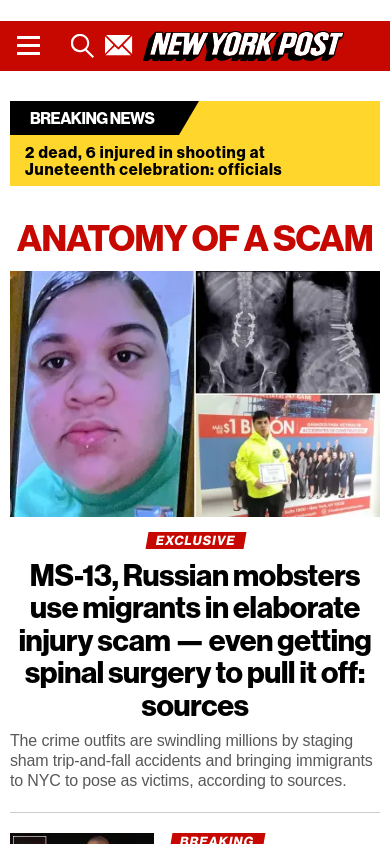 NEW YORK POST
BREAKING NEWS
2 dead, 6 injured in shooting at
Juneteenth celebration: officials
ANATOMY OF A SCAM
$1 B
EXCLUSIVE
MS-13, Russian mobsters
use migrants in elaborate
injury scam — even getting
spinal surgery to pull it off:
sources
The crime outfits are swindling millions by staging
sham trip-and-fall accidents and bringing immigrants
to NYC to pose as victims, according to sources.
BREAKING